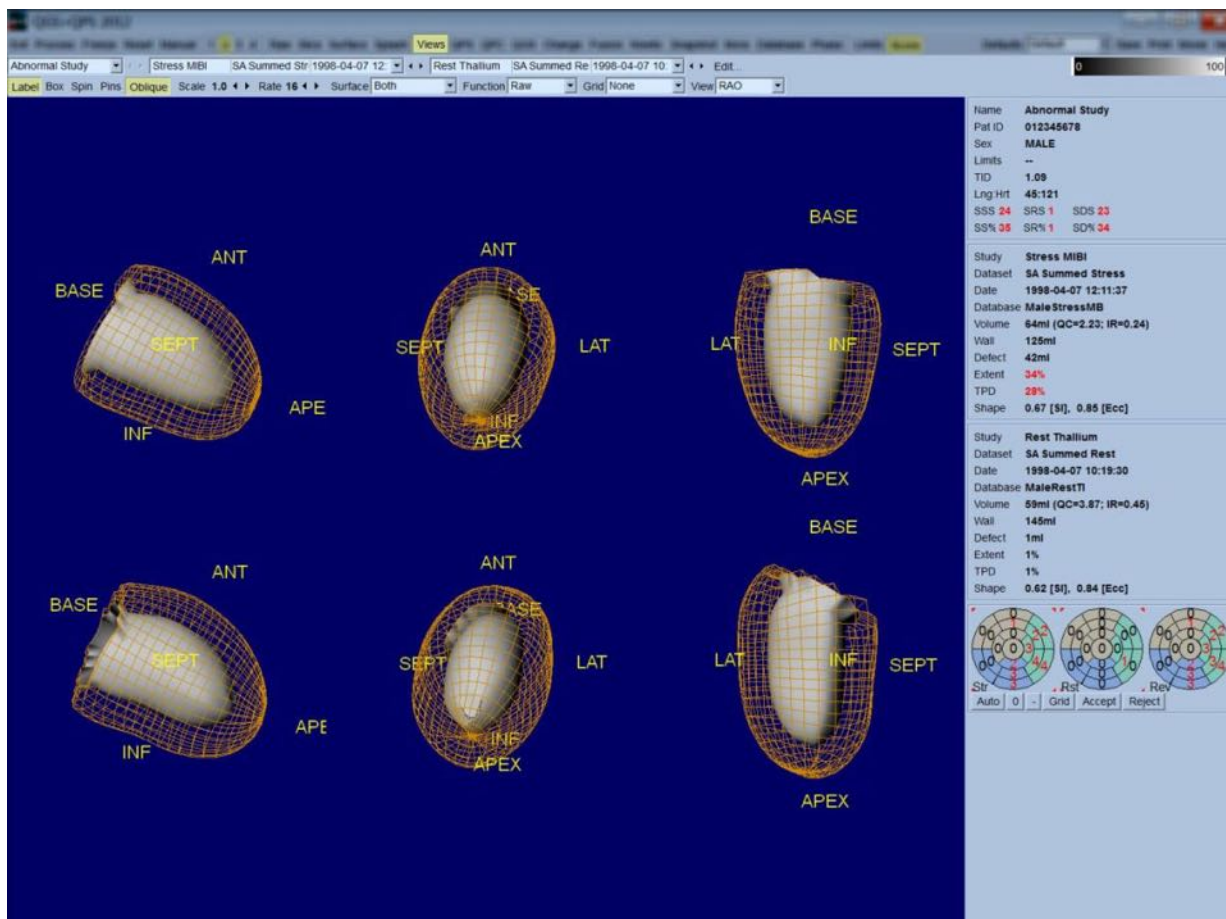 QGS+QPS 2012
Views
Abnormal Study Stress MIBI SA Summed Str 1998-04-07 12: Rest Thallium SA Summed Re 1998-04-07 10: Edit...
0 100
Label Box Spin Pins Oblique Scale 1.0 Rate 16 Surface Both Function Raw Grid None View RAO
Name Abnormal Study
Pat ID 012345678
Sex MALE
Limits --
TID 1.09
Lng:Hrt 45:121
SSS 24 SRS 1 SDS 23
SS% 35 SR% 1 SD% 34
Study Stress MIBI
Dataset SA Summed Stress
Date 1998-04-07 12:11:37
Database MaleStressMB
Volume 64ml (QC=2.23; IR=0.24)
Wall 125ml
Defect 42ml
Extent 34%
TPD 29%
Shape 0.67 [SI], 0.85 [Ecc]
Study Rest Thallium
Dataset SA Summed Rest
Date 1998-04-07 10:19:30
Database MaleRestTl
Volume 59ml (QC=3.87; IR=0.45)
Wall 145ml
Defect 1ml
Extent 1%
TPD 1%
Shape 0.62 [SI], 0.84 [Ecc]
Str Rst Rev
Auto 0 - Grid Accept Reject
ANT
BASE
SEPT
APE
INF
ANT
ASE
SEPT
LAT
INF
APEX
BASE
LAT
INF
SEPT
APEX
ANT
BASE
SEPT
APE
INF
ANT
BASE
SEPT
LAT
INF
APEX
BASE
LAT
INF
SEPT
APEX